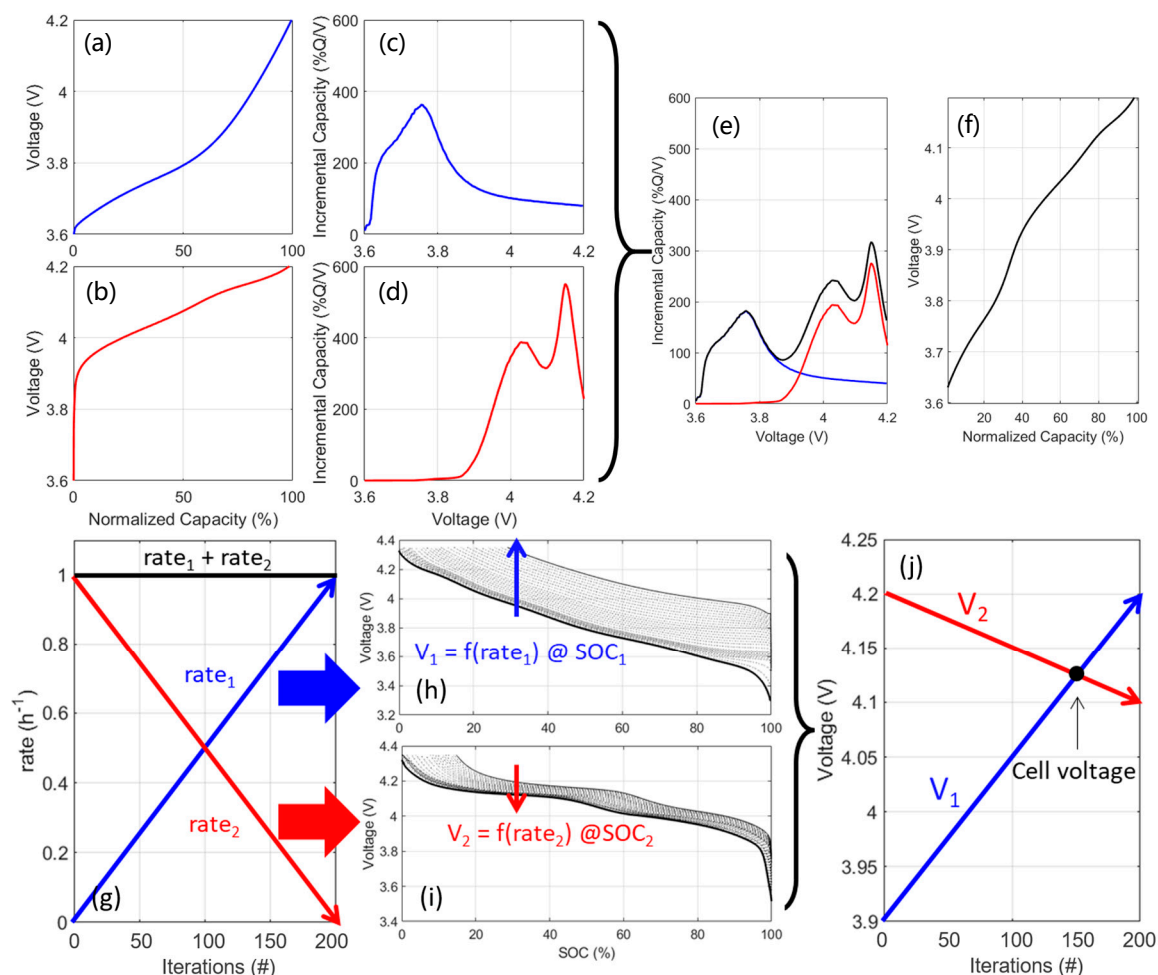 (a)
Voltage (V)
4.2
4
3.8
3.6
0
50
100
(c)
Incremental Capacity (%Q/V)
600
400
200
0
3.6
3.8
4
4.2
(b)
Voltage (V)
4.2
4
3.8
3.6
0
50
100
Normalized Capacity (%)
(d)
Incremental Capacity (%Q/V)
600
400
200
0
3.6
3.8
4
4.2
Voltage (V)
(e)
Incremental Capacity (%Q/V)
600
500
400
300
200
100
0
3.6
3.8
4
4.2
Voltage (V)
(f)
Voltage (V)
4.1
4
3.9
3.8
3.7
3.6
20
40
60
80
100
Normalized Capacity (%)
rate₁ + rate₂
rate (h⁻¹)
1
0.8
0.6
0.4
0.2
0
rate₁
rate₂
(g)
0
50
100
150
200
Iterations (#)
Voltage (V)
4.4
4.2
4.0
3.8
3.6
3.4
3.2
V₁ = f(rate₁) @ SOC₁
(h)
0
20
40
60
80
100
Voltage (V)
4.4
4.2
4.0
3.8
3.6
3.4
V₂ = f(rate₂) @SOC₂
(i)
0
20
40
60
80
100
SOC (%)
(j)
Voltage (V)
4.25
4.2
4.15
4.1
4.05
4
3.95
3.9
V₂
V₁
Cell voltage
0
50
100
150
200
Iterations (#)